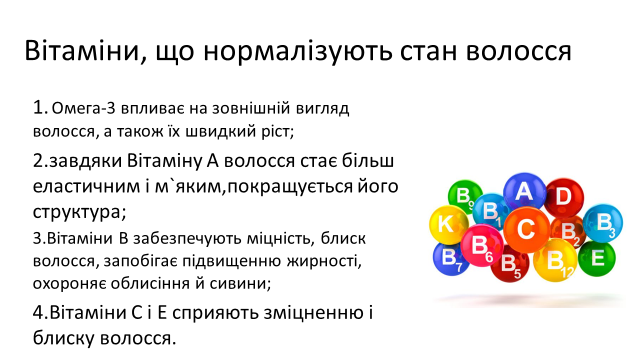 Вітаміни, що нормалізують стан волосся
1. Омега-3 впливає на зовнішній вигляд
волосся, а також їх швидкий ріст;
2.завдяки Вітаміну А волосся стає більш
еластичним і м`яким,покращується його
структура;
3.Вітаміни В забезпечують міцність, блиск
волосся, запобігає підвищенню жирності,
охороняє облисіння й сивини;
4.Вітаміни С і Е сприяють зміцненню і
блиску волосся.
B9 A D
K B1 C B2 B3
B7 B6 B5 B12 E